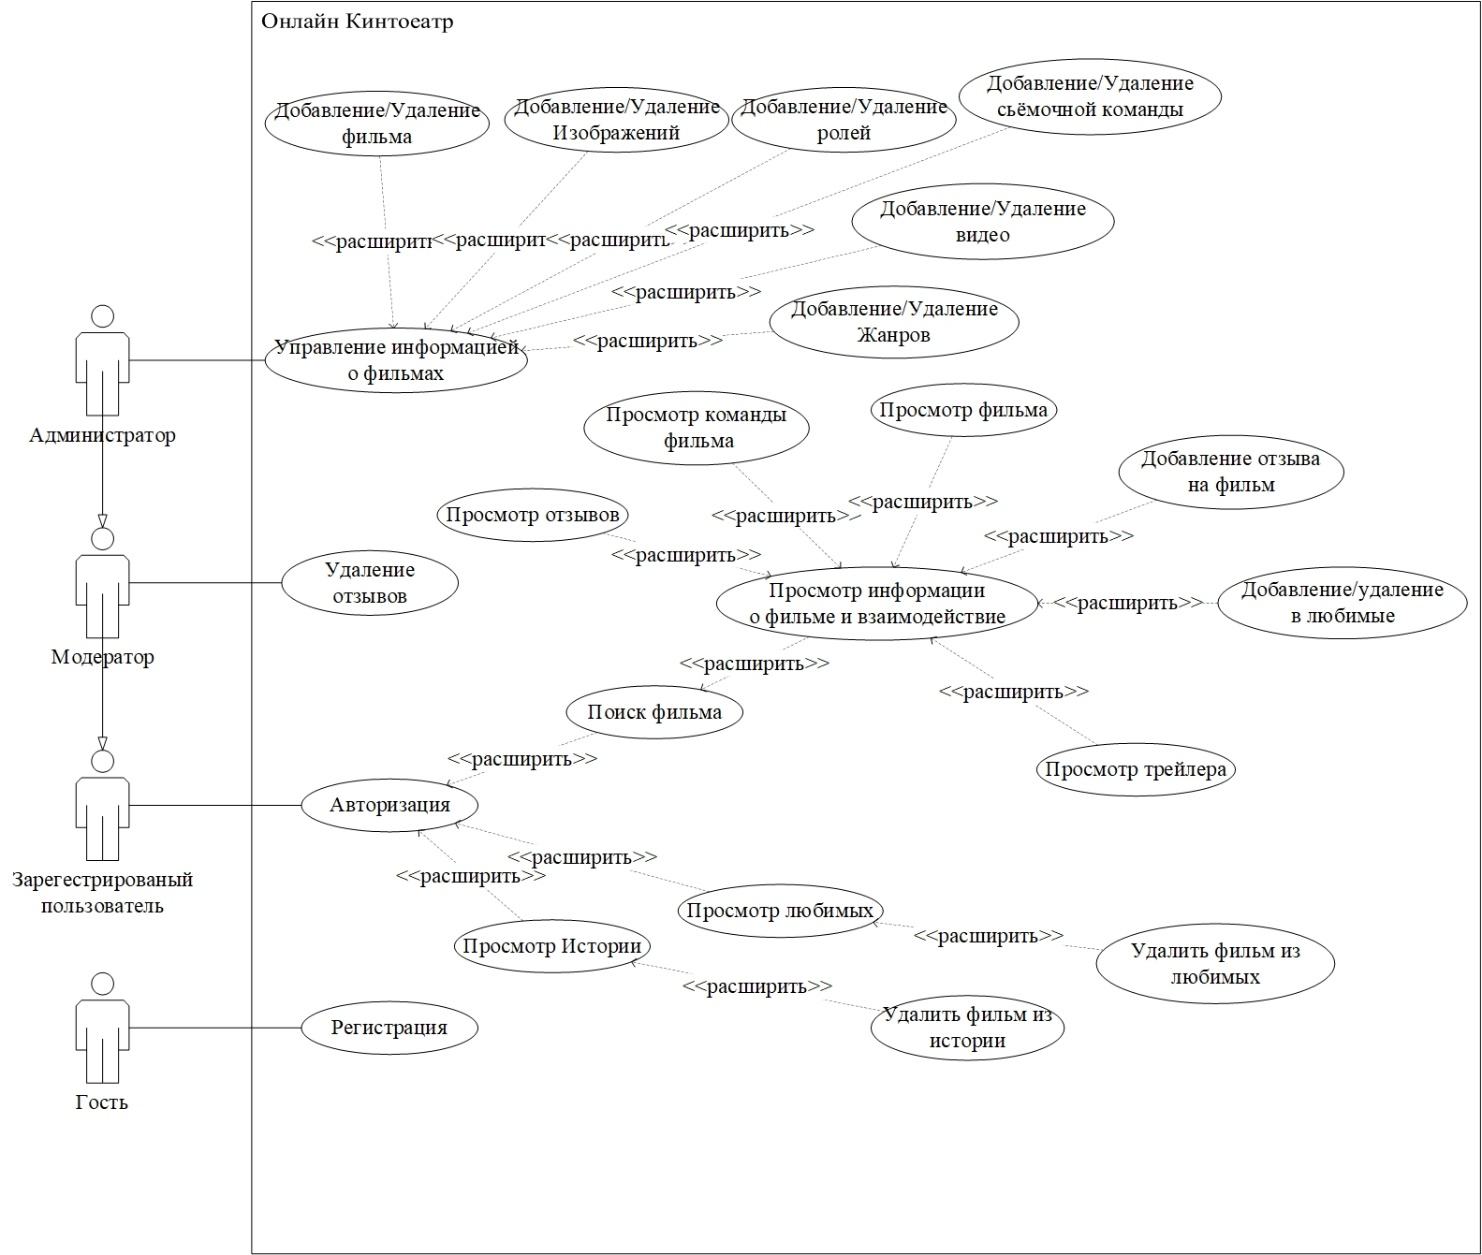 Онлайн Кинтоеатр
Добавление/Удаление
фильма
Добавление/Удаление
Изображений
Добавление/Удаление
ролей
Добавление/Удаление
сьёмочной команды
Добавление/Удаление
видео
<<расширить
<<расширит
<<расширить
<<расширить>>
<<расширить>>
Добавление/Удаление
Жанров
<<расширить>>
Управление информацией
о фильмах
Администратор
Просмотр команды
фильма
Просмотр фильма
Добавление отзыва
на фильм
Просмотр отзывов
<<расширить>>
<<расширить>>
<<расширить>>
<<расширить>>
Удаление
отзывов
Просмотр информации
о фильме и взаимодействие
<<расширить>>
Добавление/удаление
в любимые
Модератор
<<расширить>>
<<расширить>>
Поиск фильма
<<расширить>>
Просмотр трейлера
Авторизация
<<расширить>>
<<расширить>>
Зарегестрированый
пользователь
Просмотр любимых
<<расширить>>
Просмотр Истории
Удалить фильм из
любимых
<<расширить>>
Удалить фильм из
истории
Регистрация
Гость